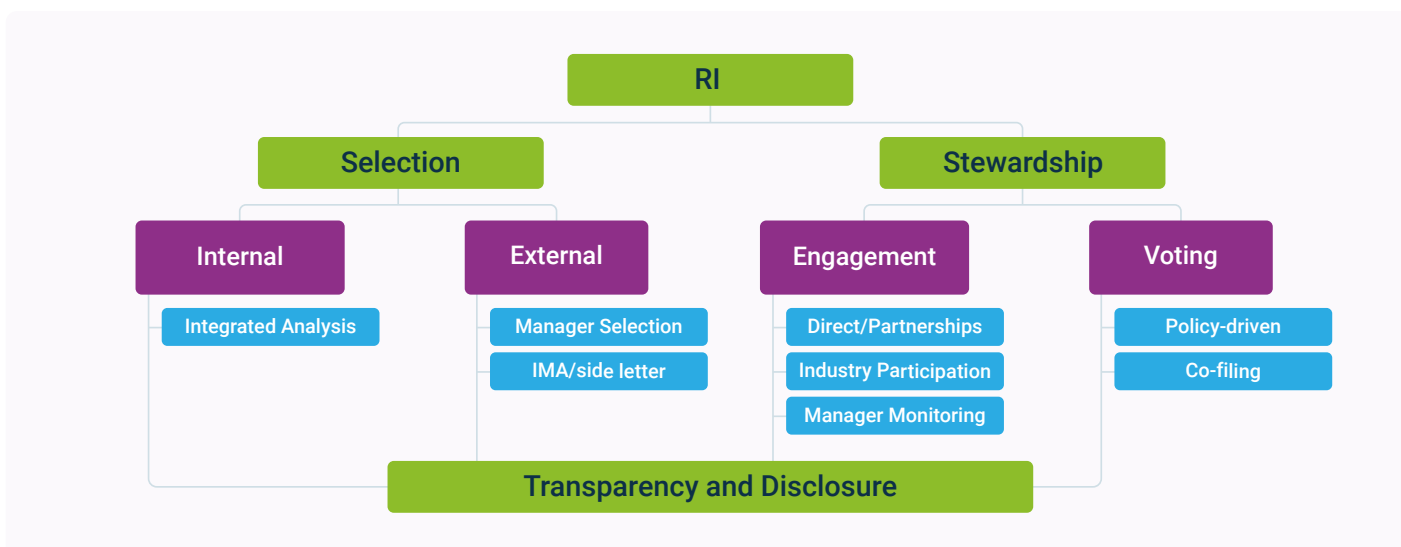 RI
Selection
Stewardship
Internal
External
Engagement
Voting
Integrated Analysis
Manager Selection
Direct/Partnerships
Policy-driven
IMA/side letter
Industry Participation
Co-filing
Manager Monitoring
Transparency and Disclosure